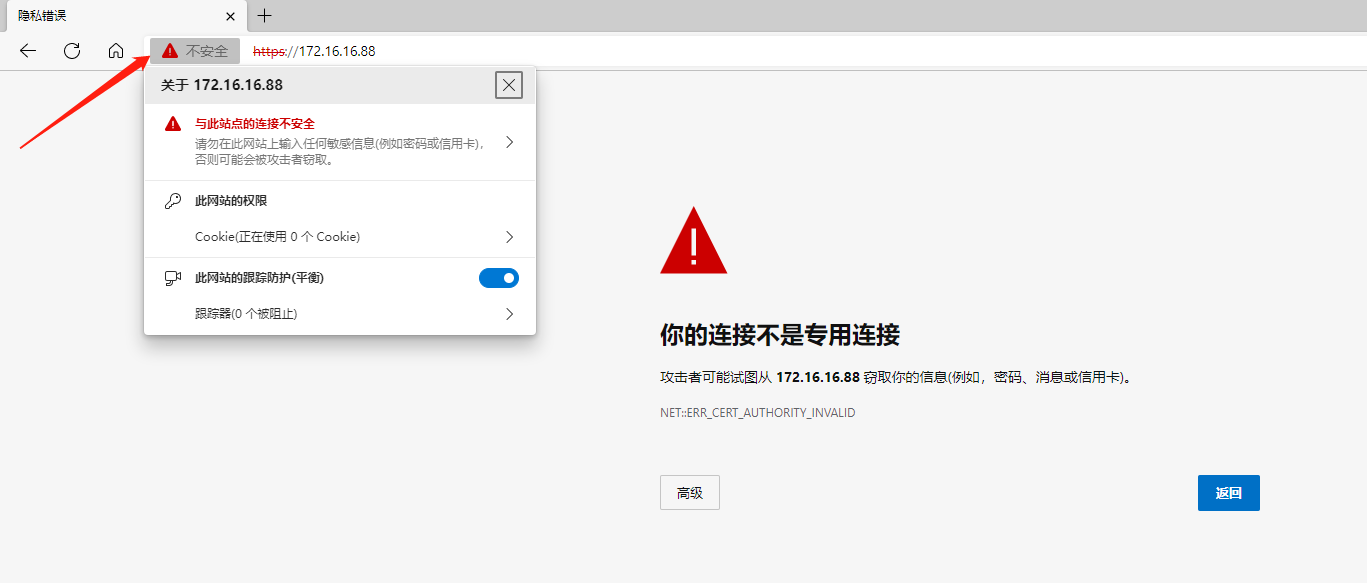 隐私错误
不安全
https://172.16.16.88
关于 172.16.16.88
与此站点的连接不安全
请勿在此网站上输入任何敏感信息(例如密码或信用卡)，
否则可能会被攻击者窃取。
此网站的权限
Cookie(正在使用 0 个 Cookie)
此网站的跟踪防护(平衡)
跟踪器(0 个被阻止)
你的连接不是专用连接
攻击者可能试图从 172.16.16.88 窃取你的信息(例如，密码、消息或信用卡)。
NET::ERR_CERT_AUTHORITY_INVALID
高级
返回